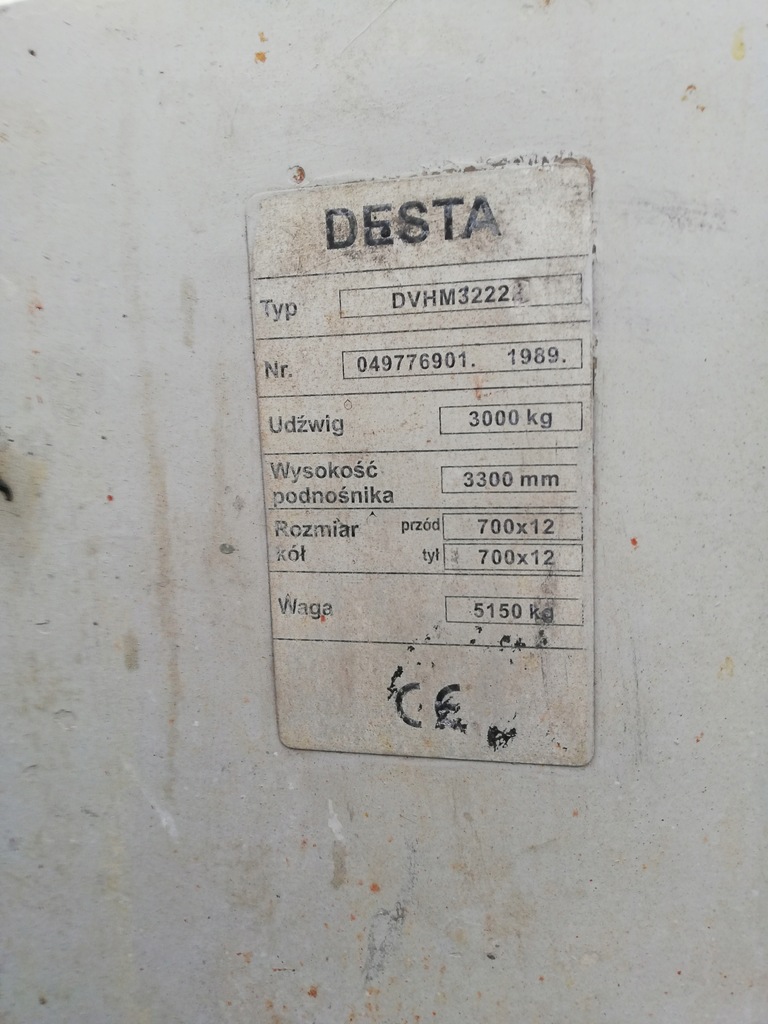 DESTA
Typ DVHM3222
Nr. 049776901. 1989.
Udźwig 3000 kg
Wysokość
podnośnika 3300 mm
Rozmiar przód 700x12
kół tył 700x12
Waga 5150 kg
CE